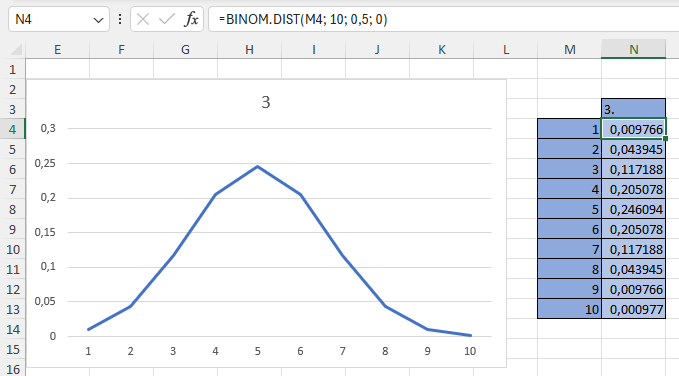 N4 fx =BINOM.DIST(M4; 10; 0,5; 0)
E F G H I J K L M N
1
2
3 3 3.
4 0,3 1 0,009766
5 0,25 2 0,043945
6 3 0,117188
7 0,2 4 0,205078
8 5 0,246094
9 0,15 6 0,205078
10 7 0,117188
11 0,1 8 0,043945
12 0,05 9 0,009766
13 10 0,000977
14 0
15 1 2 3 4 5 6 7 8 9 10
16